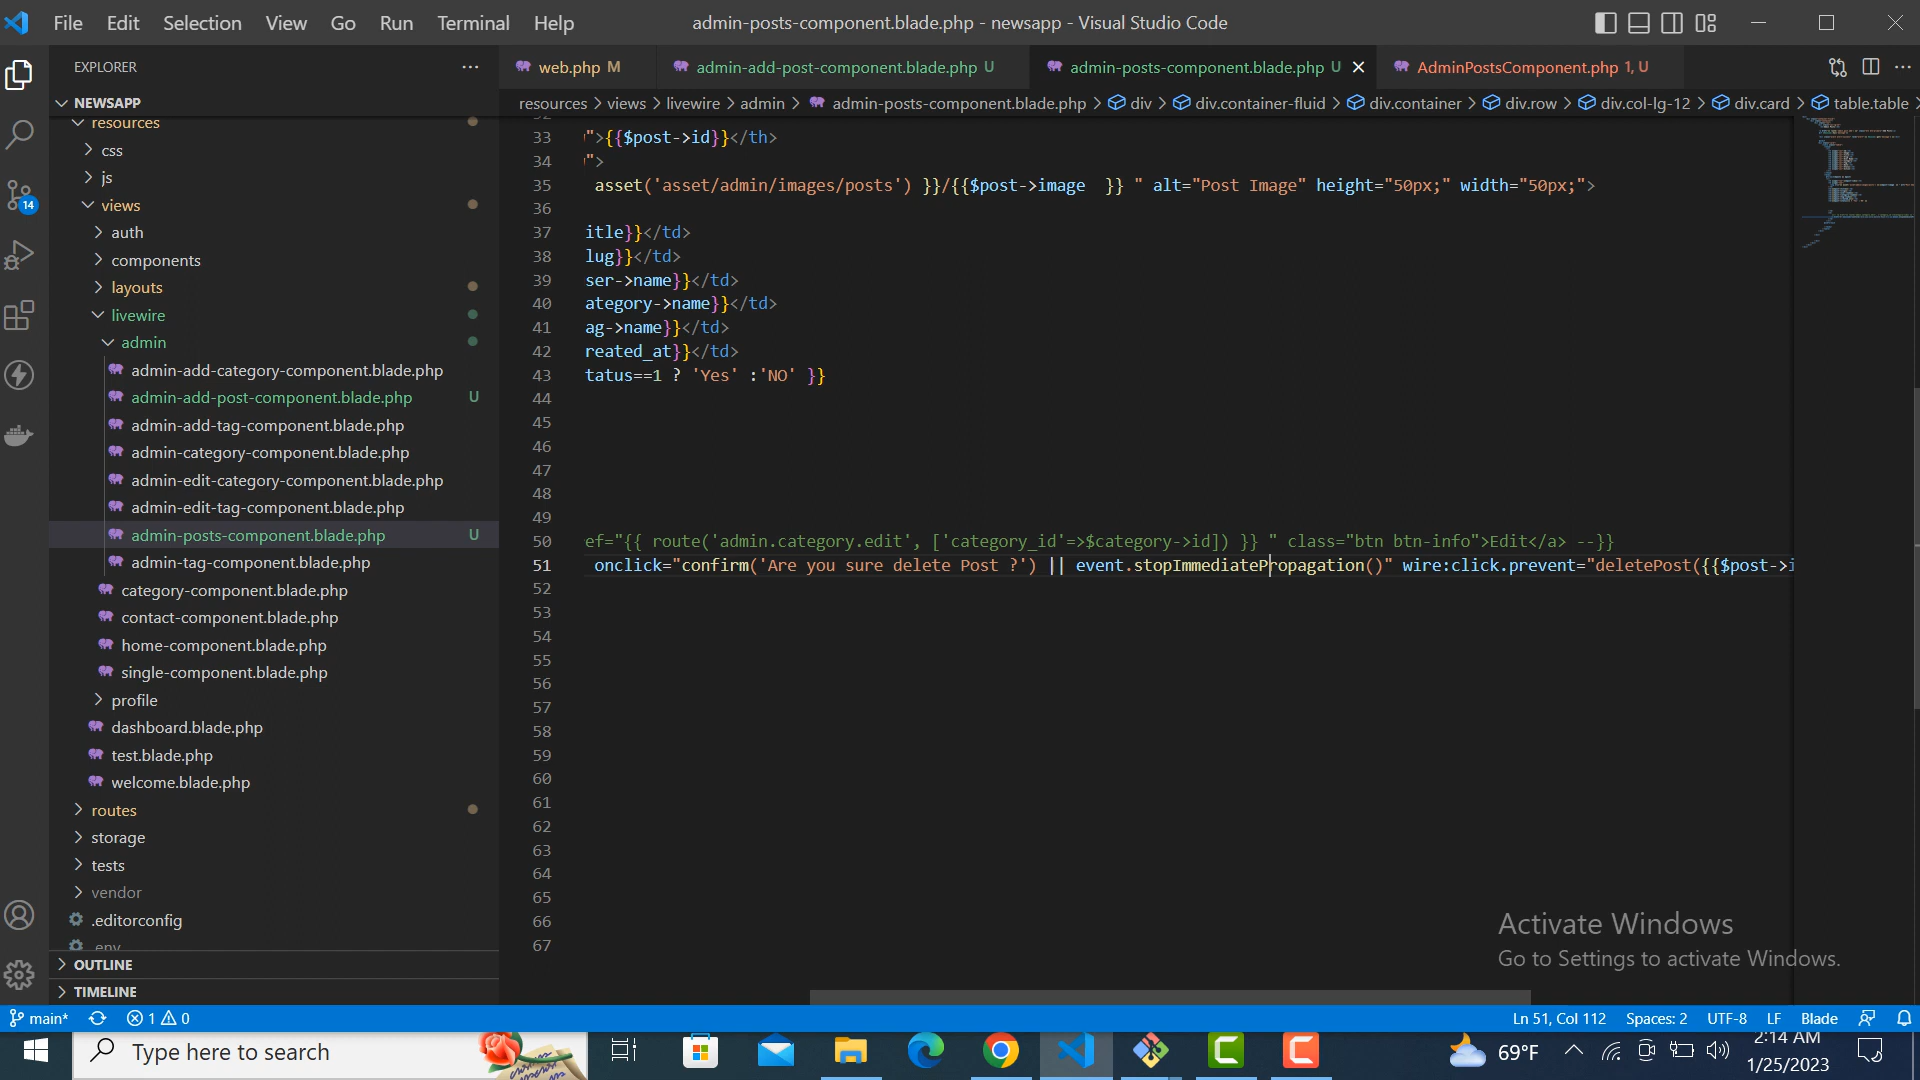 File Edit Selection View Go Run Terminal Help
admin-posts-component.blade.php - newsapp - Visual Studio Code
EXPLORER
web.php M
admin-add-post-component.blade.php U
admin-posts-component.blade.php U
AdminPostsComponent.php 1, U
NEWSAPP
resources > views > livewire > admin > admin-posts-component.blade.php > div > div.container-fluid > div.container > div.row > div.col-lg-12 > div.card > table.table >
resources
css
js
views
auth
components
layouts
livewire
admin
admin-add-category-component.blade.php
admin-add-post-component.blade.php U
admin-add-tag-component.blade.php
admin-category-component.blade.php
admin-edit-category-component.blade.php
admin-edit-tag-component.blade.php
admin-posts-component.blade.php U
admin-tag-component.blade.php
category-component.blade.php
contact-component.blade.php
home-component.blade.php
single-component.blade.php
profile
dashboard.blade.php
test.blade.php
welcome.blade.php
routes
storage
tests
vendor
.editorconfig
.env
OUTLINE
TIMELINE
14
32
33 ">{{$post->id}}</th>
34 ">
35 asset('asset/admin/images/posts') }}/{{$post->image  }} " alt="Post Image" height="50px;" width="50px;">
36
37 itle}}</td>
38 lug}}</td>
39 ser->name}}</td>
40 ategory->name}}</td>
41 ag->name}}</td>
42 reated_at}}</td>
43 tatus==1 ? 'Yes' :'NO' }}
44
45
46
47
48
49
50 ef="{{ route('admin.category.edit', ['category_id'=>$category->id]) }} " class="btn btn-info">Edit</a> --}}
51 onclick="confirm('Are you sure delete Post ?') || event.stopImmediatePropagation()" wire:click.prevent="deletePost({{$post->i
52
53
54
55
56
57
58
59
60
61
62
63
64
65
66
67
Activate Windows
Go to Settings to activate Windows.
main* 1 0
Ln 51, Col 112 Spaces: 2 UTF-8 LF Blade
Type here to search
69°F
2:14 AM
1/25/2023